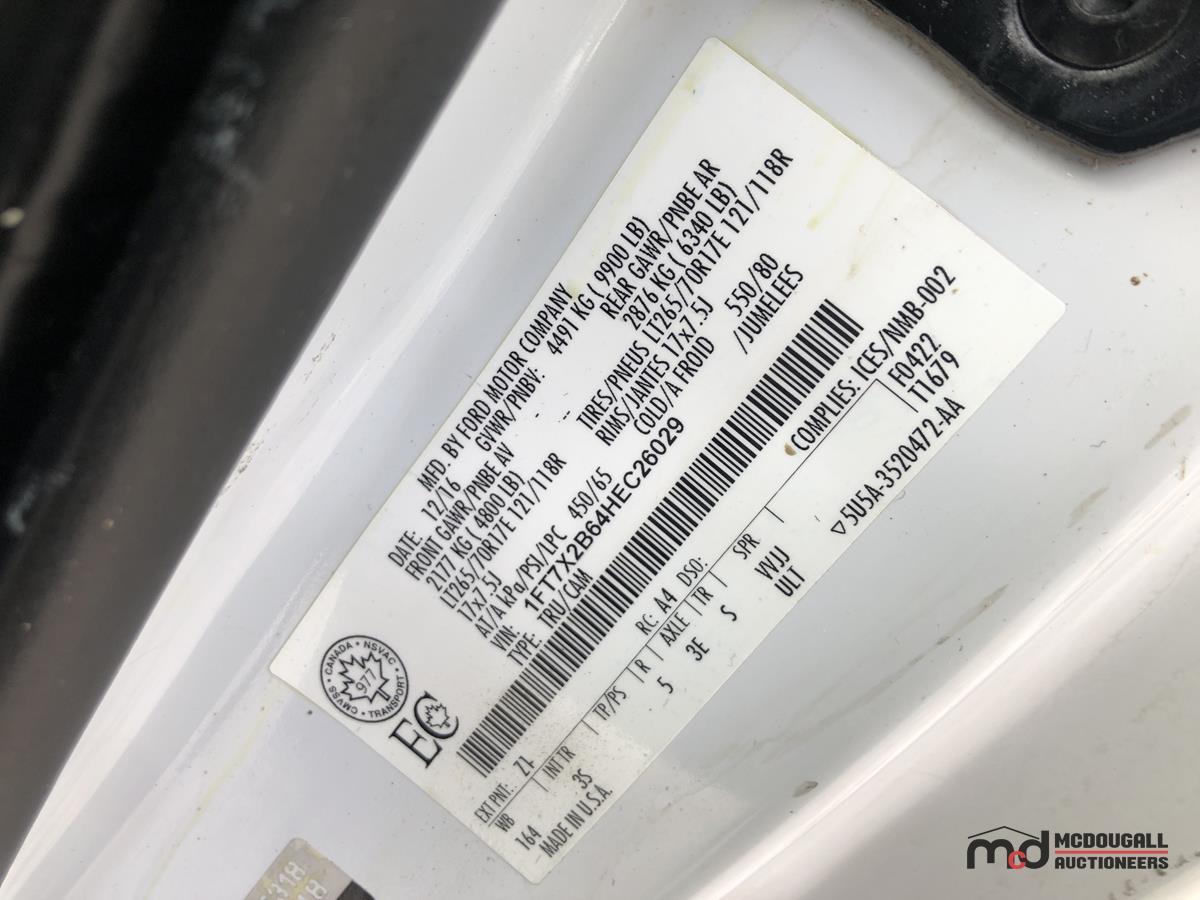 MFD. BY FORD MOTOR COMPANY
DATE: 12/16 GVWR/PNBV: 4491 KG ( 9900 LB)
FRONT GAWR/PNBE AV REAR GAWR/PNBE AR
2177 KG ( 4800 LB) -- 2876 KG ( 6340 LB)
LT265/70R17E 121/118R TIRES/PNEUS LT265/70R17E 121/118R
17x7.5J RIMS/JANTES 17x7.5J
AT/A kPa/PSI/LPC 450/65 COLD/A FROID 550/80
VIN: 1FT7X2B64HEC26029 /JUMELEES
TYPE: TRU/CAM
COMPLIES: ICES/NMB-002
CANADA • NSVAC • TRANSPORT • CMVSS
977
EC
EXT PNT: Z1 RC: A4 DSO: F0422
WB INT TR TP/PS R AXLE TR SPR T1679
164 3S 5 3E S VVJJ
MADE IN U.S.A. ULT
▽5U5A-3520472-AA
mcd MCDOUGALL
AUCTIONEERS